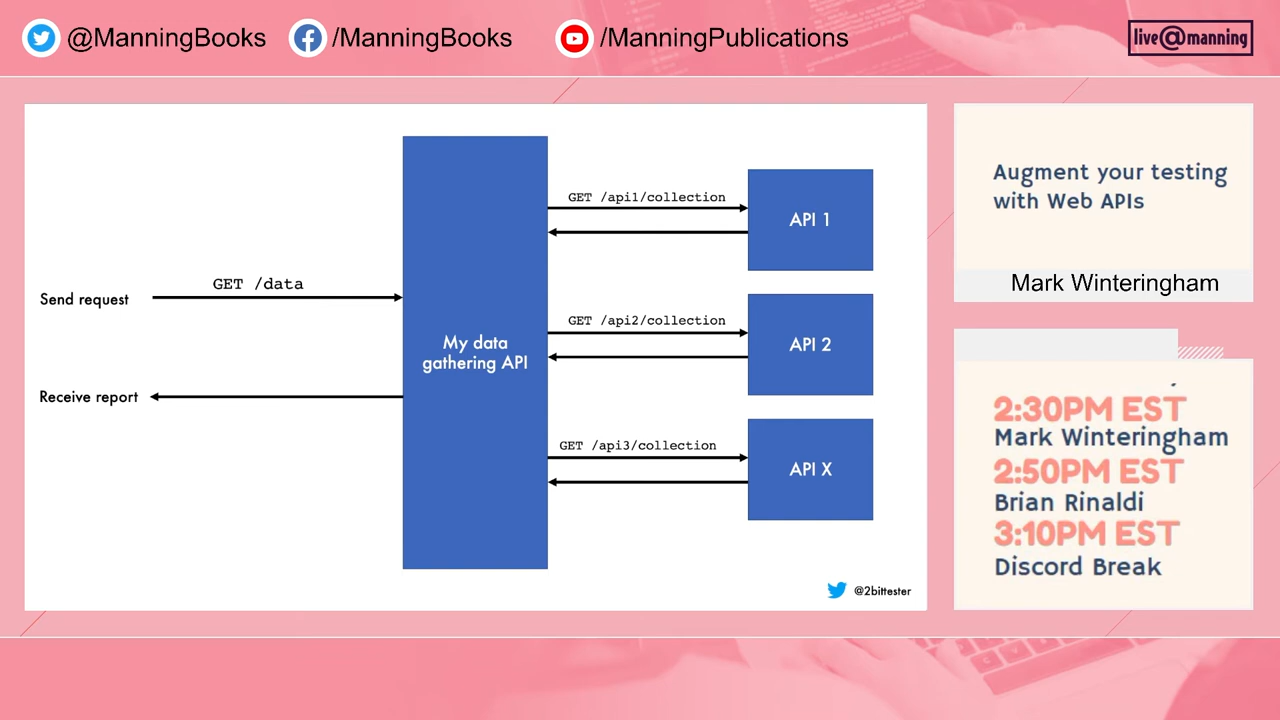 @ManningBooks
/ManningBooks
/ManningPublications
live@manning
GET /api1/collection
API 1
GET /data
Send request
GET /api2/collection
My data
gathering API
API 2
Receive report
GET /api3/collection
API X
@2bittester
Augment your testing
with Web APIs
Mark Winteringham
2:30PM EST
Mark Winteringham
2:50PM EST
Brian Rinaldi
3:10PM EST
Discord Break